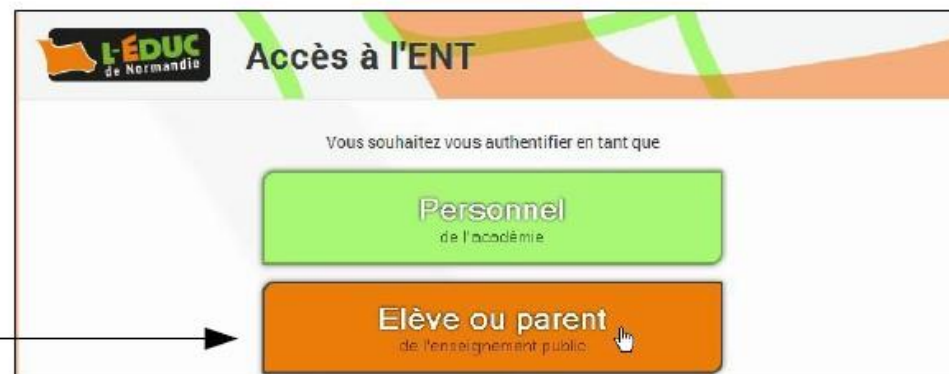 L-ÉDUC
de Normandie
Accès à l'ENT
Vous souhaitez vous authentifier en tant que
Personnel
de l'académie
Elève ou parent
de l'enseignement public